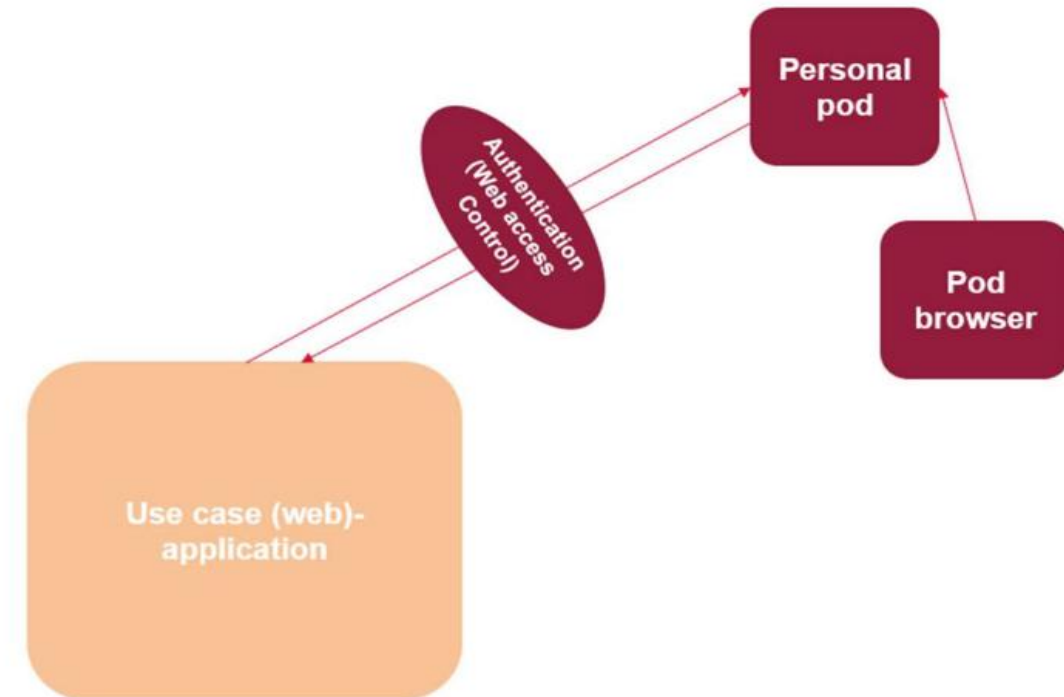 Personal
pod
Authentication
(Web access
Control)
Pod
browser
Use case (web)-
application